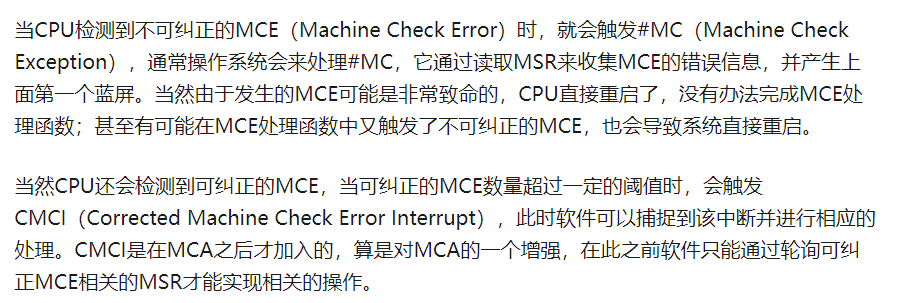 当CPU检测到不可纠正的MCE（Machine Check Error）时，就会触发#MC（Machine Check
Exception），通常操作系统会来处理#MC，它通过读取MSR来收集MCE的错误信息，并产生上
面第一个蓝屏。当然由于发生的MCE可能是非常致命的，CPU直接重启了，没有办法完成MCE处
理函数；甚至有可能在MCE处理函数中又触发了不可纠正的MCE，也会导致系统直接重启。
当然CPU还会检测到可纠正的MCE，当可纠正的MCE数量超过一定的阈值时，会触发
CMCI（Corrected Machine Check Error Interrupt），此时软件可以捕捉到该中断并进行相应的
处理。CMCI是在MCA之后才加入的，算是对MCA的一个增强，在此之前软件只能通过轮询可纠
正MCE相关的MSR才能实现相关的操作。